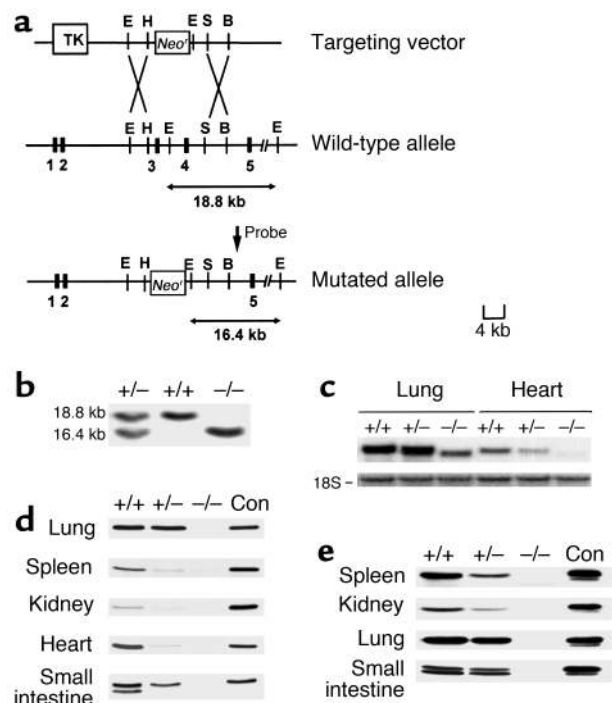 a
E H E S B
TK Neoʳ Targeting vector
E H E S B E
Wild-type allele
1 2 3 4 5
18.8 kb
Probe
E H E S B E
Neoʳ Mutated allele
1 2 5
16.4 kb
4 kb
b
+/– +/+ –/–
18.8 kb
16.4 kb
c
Lung Heart
+/+ +/– –/– +/+ +/– –/–
18S –
d
+/+ +/– –/– Con
Lung
Spleen
Kidney
Heart
Small
intestine
e
+/+ +/– –/– Con
Spleen
Kidney
Lung
Small
intestine